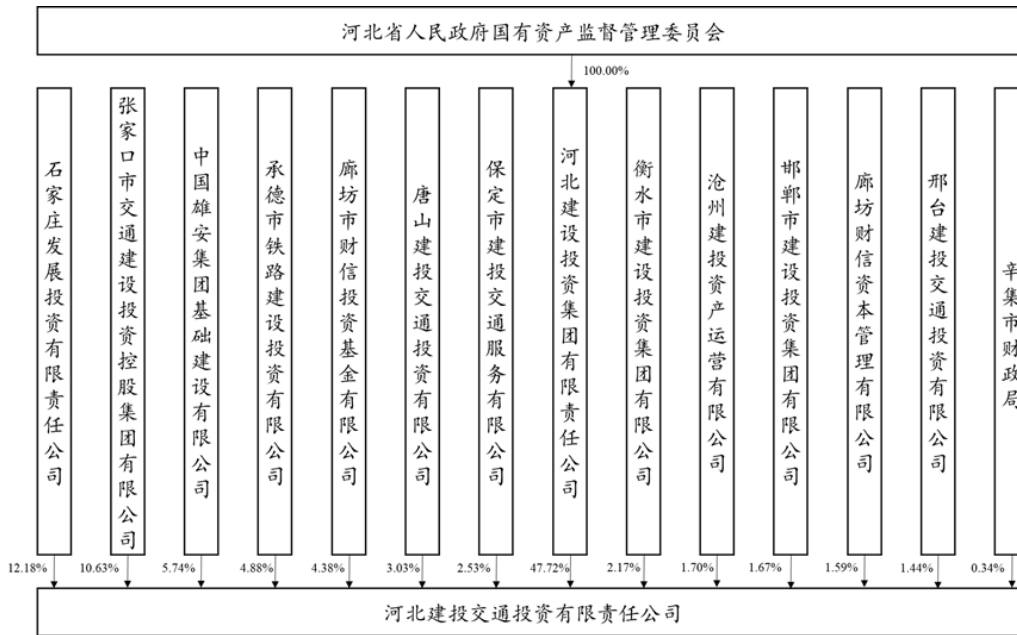 河北省人民政府国有资产监督管理委员会
100.00%
石家庄发展投资有限责任公司
张家口市交通建设投资控股集团有限公司
中国雄安集团基础建设有限公司
承德市铁路建设投资有限公司
廊坊市财信投资基金有限公司
唐山建投交通投资有限公司
保定市建投交通服务有限公司
河北建设投资集团有限责任公司
衡水市建设投资集团有限公司
沧州建投资产运营有限公司
邯郸市建设投资集团有限公司
廊坊财信资本管理有限公司
邢台建投交通投资有限公司
辛集市财政局
12.18%
10.63%
5.74%
4.88%
4.38%
3.03%
2.53%
47.72%
2.17%
1.70%
1.67%
1.59%
1.44%
0.34%
河北建投交通投资有限责任公司